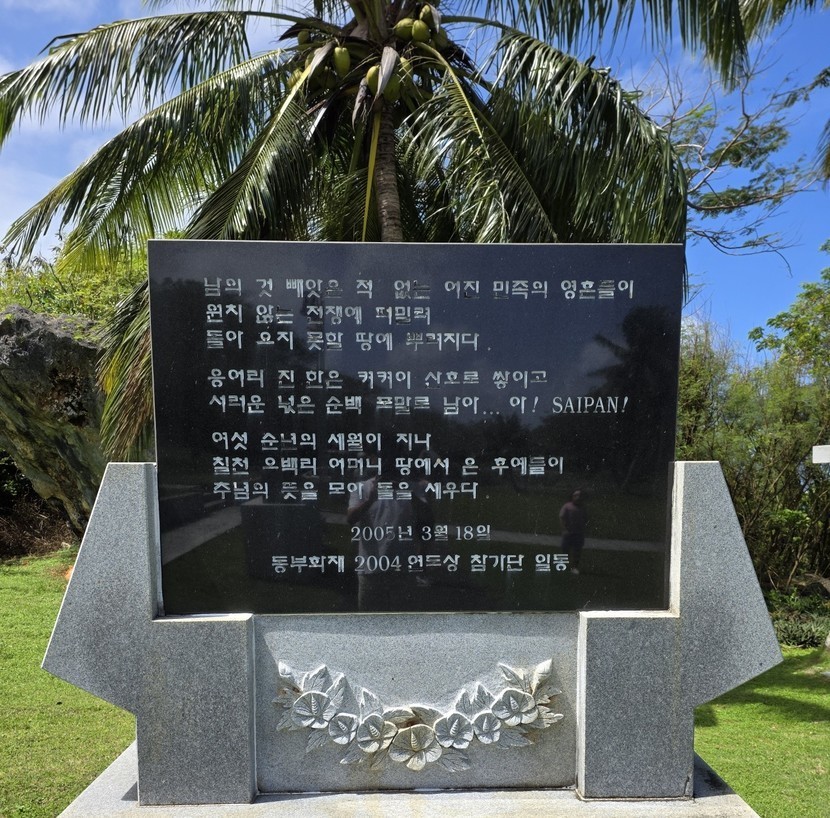 남의 것 빼앗은 적 없는 어진 민족의 영혼들이
원치 않는 전쟁에 떠밀려
돌아 오지 못할 땅에 뿌려지다.
응어리 진 한은 켜켜이 산호로 쌓이고
서러운 넋은 순백 포말로 남아... 아! SAIPAN!
여섯 순년의 세월이 지나
칠천 오백리 어머니 땅에서 온 후예들이
주님의 뜻을 모아 돌을 세우다.
2005년 3월 18일
동부화재 2004 연도상 참가단 일동